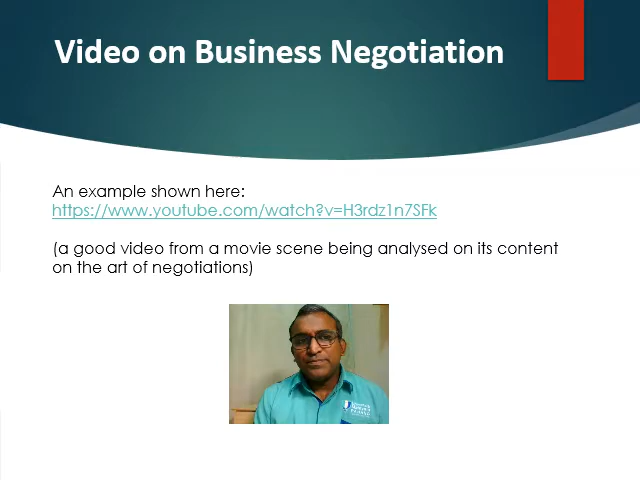 Video on Business Negotiation
An example shown here:
https://www.youtube.com/watch?v=H3rdz1n7SFk
(a good video from a movie scene being analysed on its content
on the art of negotiations)